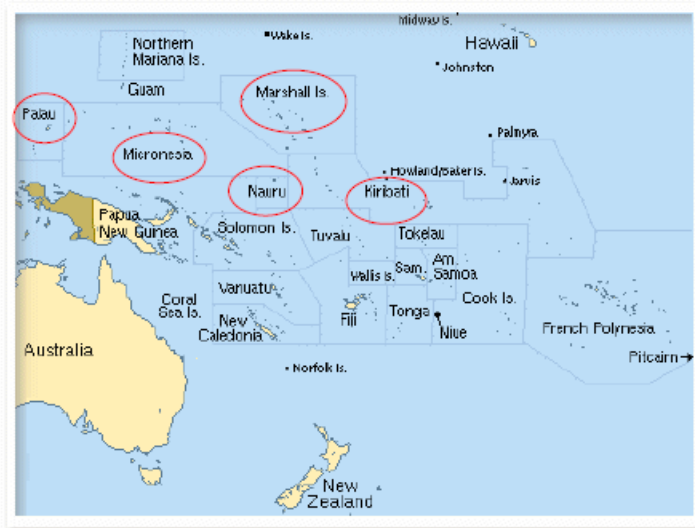 Midway Is.
Wake Is.
Hawaii
Northern
Mariana Is.
Johnston
Guam
Marshall Is.
Palau
Palmyra
Micronesia
Howland/Baker Is.
Jarvis
Nauru
Kiribati
Papua
New Guinea
Solomon Is.
Tuvalu
Tokelau
Wallis Is.
Sam.
Am.
Samoa
Vanuatu
Coral
Sea Is.
Cook Is.
New
Caledonia
Fiji
Tonga
Niue
French Polynesia
Australia
Pitcairn
Norfolk Is.
New
Zealand